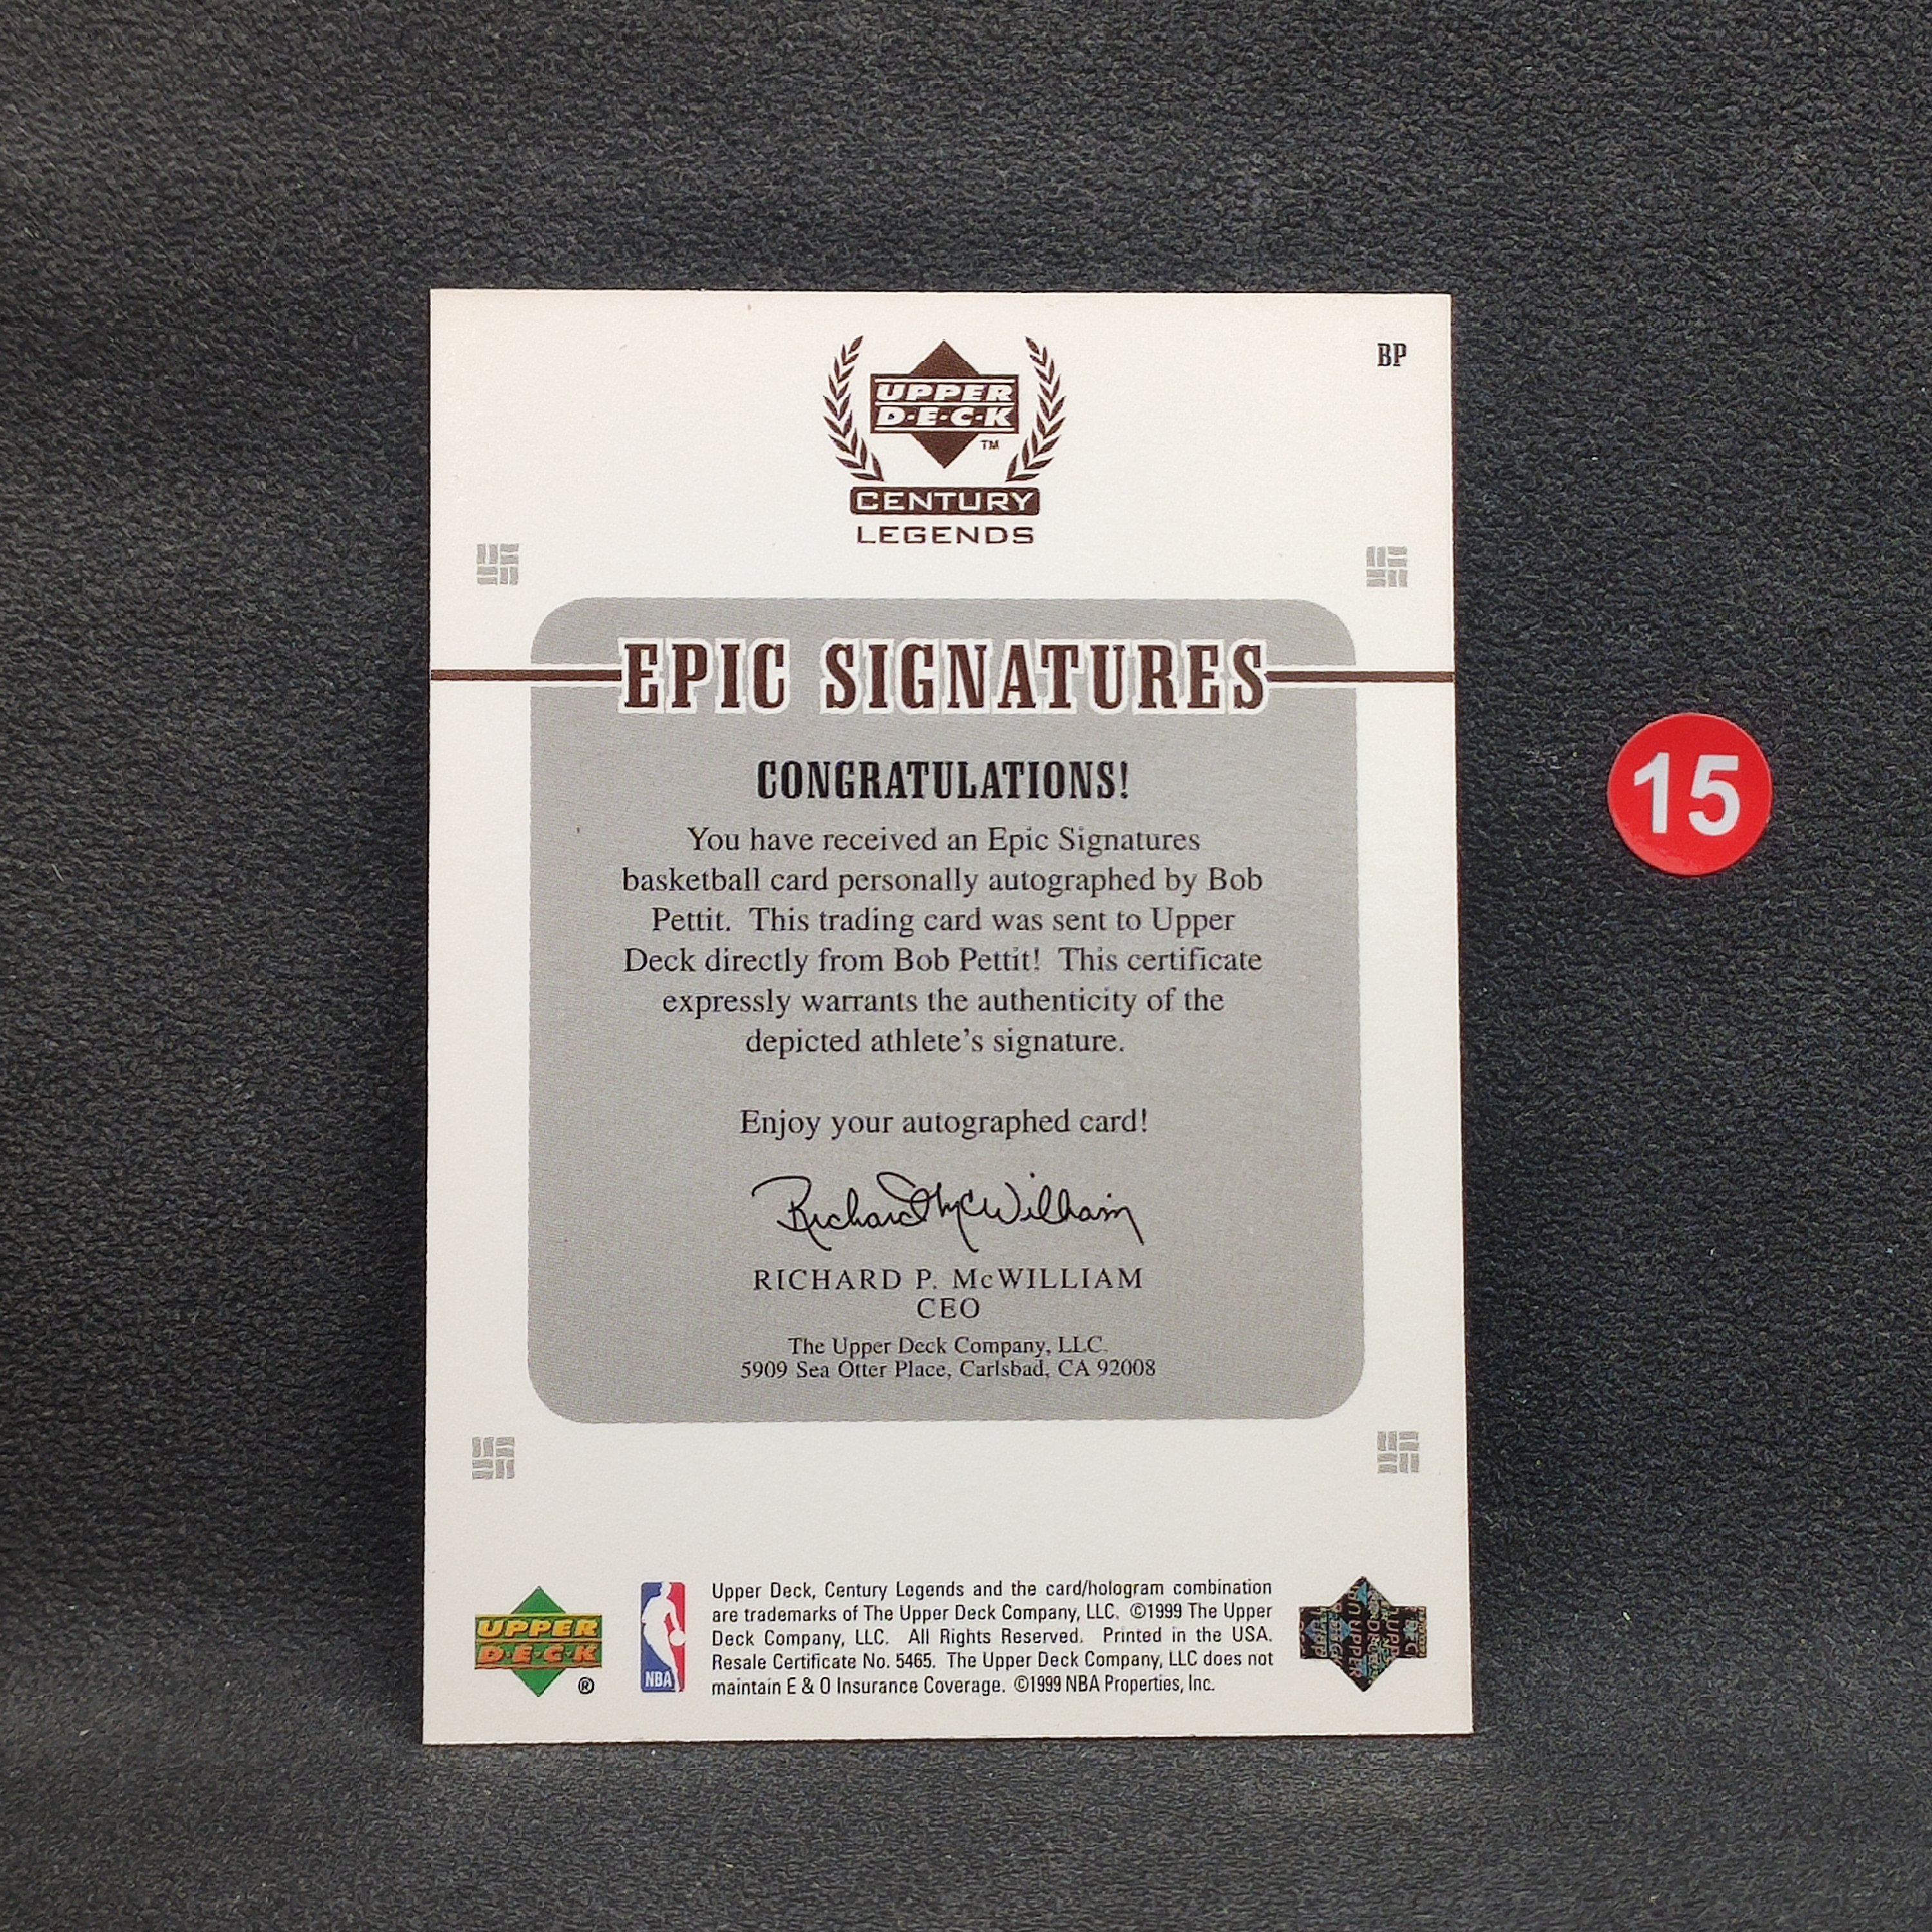 BP
UPPER
D·E·C·K
TM
CENTURY
LEGENDS
EPIC SIGNATURES
CONGRATULATIONS!
You have received an Epic Signatures
basketball card personally autographed by Bob
Pettit. This trading card was sent to Upper
Deck directly from Bob Pettit! This certificate
expressly warrants the authenticity of the
depicted athlete's signature.
Enjoy your autographed card!
Richard McWilliam
RICHARD P. McWILLIAM
CEO
The Upper Deck Company, LLC.
5909 Sea Otter Place, Carlsbad, CA 92008
15
UPPER
D·E·C·K
®
NBA
Upper Deck, Century Legends and the card/hologram combination
are trademarks of The Upper Deck Company, LLC. ©1999 The Upper
Deck Company, LLC. All Rights Reserved. Printed in the USA.
Resale Certificate No. 5465. The Upper Deck Company, LLC does not
maintain E & O Insurance Coverage. ©1999 NBA Properties, Inc.